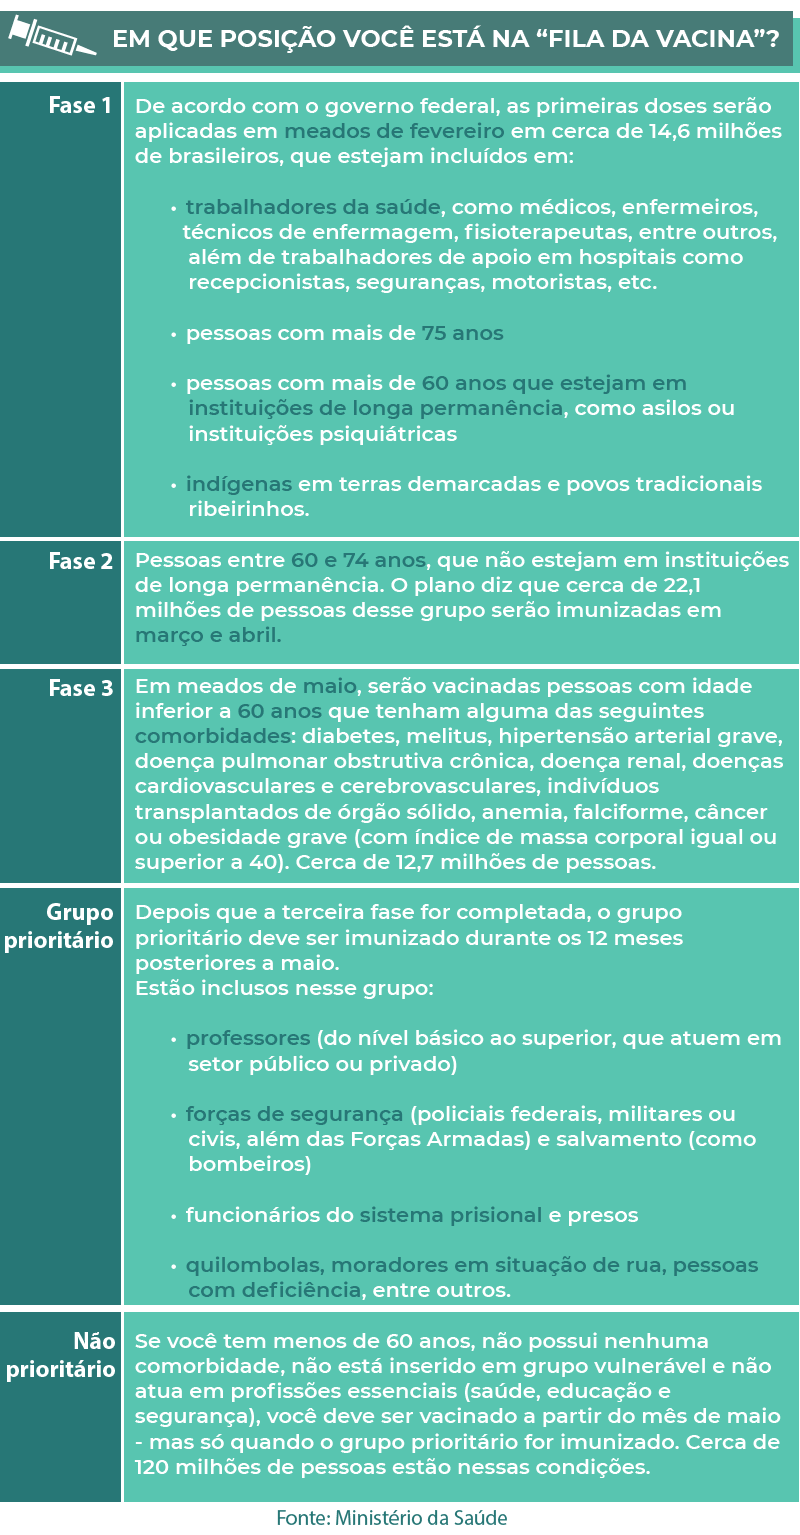 EM QUE POSIÇÃO VOCÊ ESTÁ NA “FILA DA VACINA”?
Fase 1
De acordo com o governo federal, as primeiras doses serão
aplicadas em meados de fevereiro em cerca de 14,6 milhões
de brasileiros, que estejam incluídos em:
• trabalhadores da saúde, como médicos, enfermeiros,
técnicos de enfermagem, fisioterapeutas, entre outros,
além de trabalhadores de apoio em hospitais como
recepcionistas, seguranças, motoristas, etc.
• pessoas com mais de 75 anos
• pessoas com mais de 60 anos que estejam em
instituições de longa permanência, como asilos ou
instituições psiquiátricas
• indígenas em terras demarcadas e povos tradicionais
ribeirinhos.
Fase 2
Pessoas entre 60 e 74 anos, que não estejam em instituições
de longa permanência. O plano diz que cerca de 22,1
milhões de pessoas desse grupo serão imunizadas em
março e abril.
Fase 3
Em meados de maio, serão vacinadas pessoas com idade
inferior a 60 anos que tenham alguma das seguintes
comorbidades: diabetes, melitus, hipertensão arterial grave,
doença pulmonar obstrutiva crônica, doença renal, doenças
cardiovasculares e cerebrovasculares, indivíduos
transplantados de órgão sólido, anemia, falciforme, câncer
ou obesidade grave (com índice de massa corporal igual ou
superior a 40). Cerca de 12,7 milhões de pessoas.
Grupo
prioritário
Depois que a terceira fase for completada, o grupo
prioritário deve ser imunizado durante os 12 meses
posteriores a maio.
Estão inclusos nesse grupo:
• professores (do nível básico ao superior, que atuem em
setor público ou privado)
• forças de segurança (policiais federais, militares ou
civis, além das Forças Armadas) e salvamento (como
bombeiros)
• funcionários do sistema prisional e presos
• quilombolas, moradores em situação de rua, pessoas
com deficiência, entre outros.
Não
prioritário
Se você tem menos de 60 anos, não possui nenhuma
comorbidade, não está inserido em grupo vulnerável e não
atua em profissões essenciais (saúde, educação e
segurança), você deve ser vacinado a partir do mês de maio
- mas só quando o grupo prioritário for imunizado. Cerca de
120 milhões de pessoas estão nessas condições.
Fonte: Ministério da Saúde